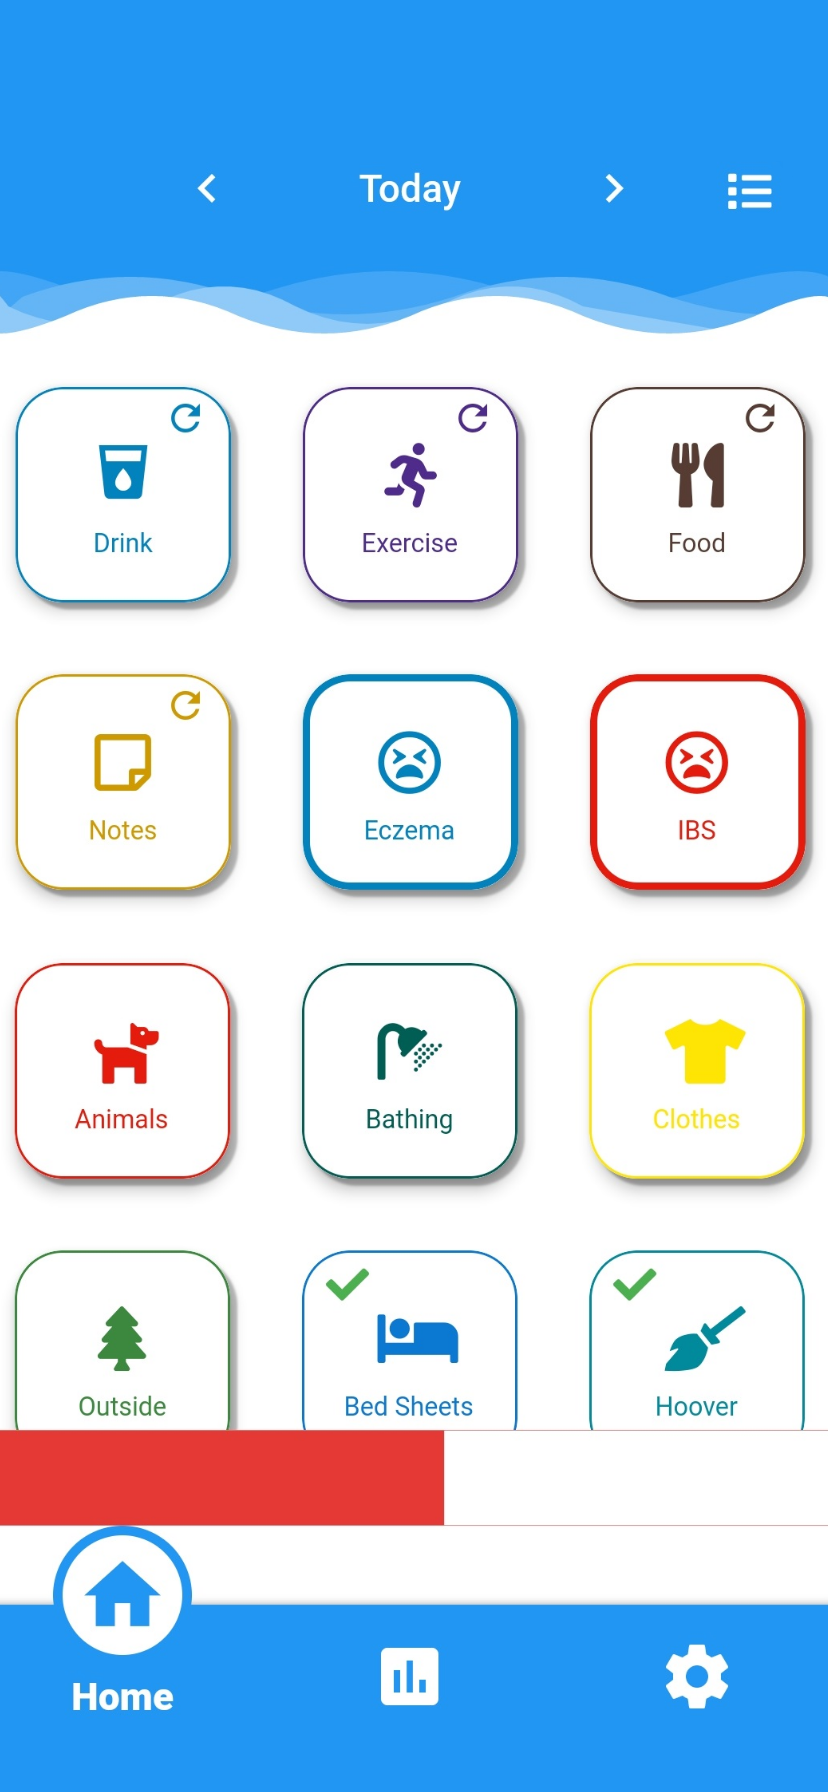 Today
Drink
Exercise
Food
Notes
Eczema
IBS
Animals
Bathing
Clothes
Outside
Bed Sheets
Hoover
Home